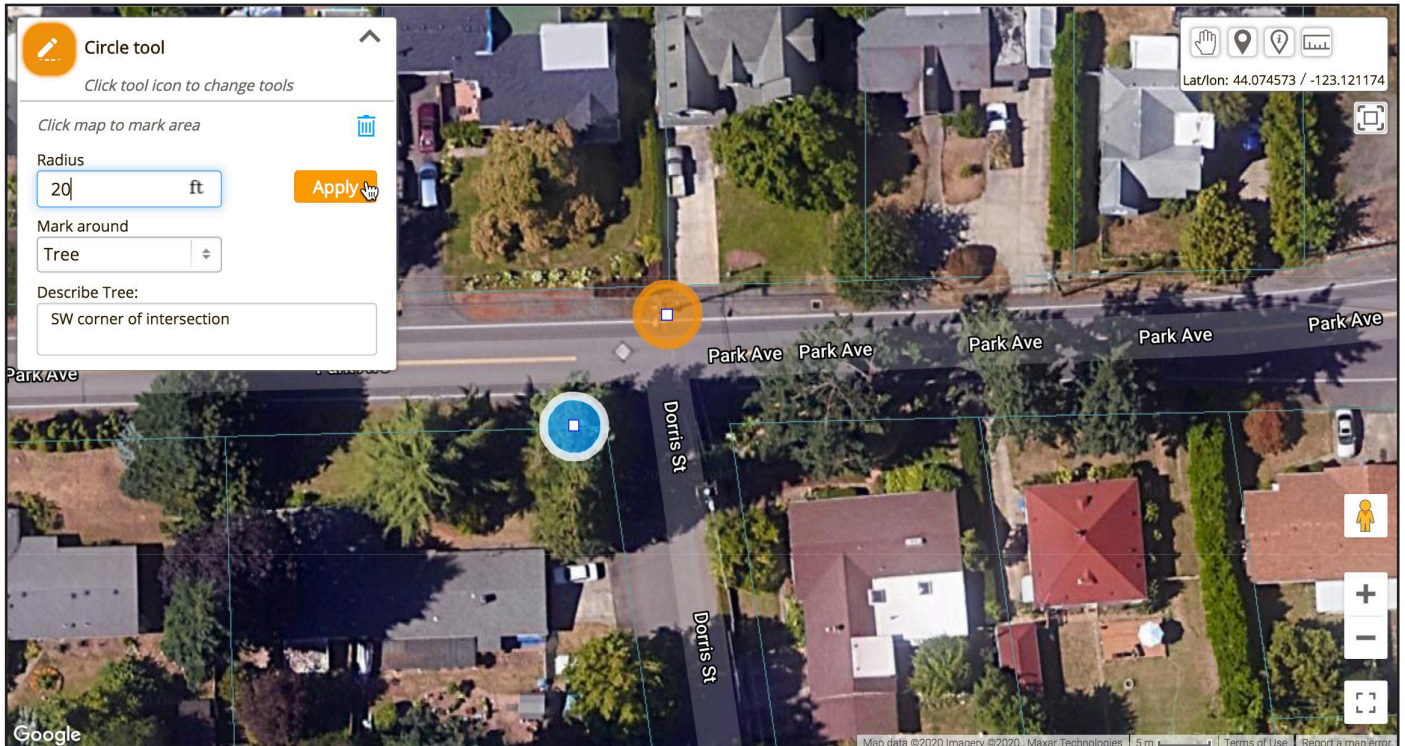 Circle tool
Click tool icon to change tools
Click map to mark area
Radius
20 ft
Apply
Mark around
Tree
Describe Tree:
SW corner of intersection
Lat/lon: 44.074573 / -123.121174
Park Ave
Park Ave
Park Ave
Park Ave
Park Ave
Park Ave
Park Ave
Dorris St
Dorris St
Google
Map data ©2020 Imagery ©2020 , Maxar Technologies 5 m Terms of Use Report a map error